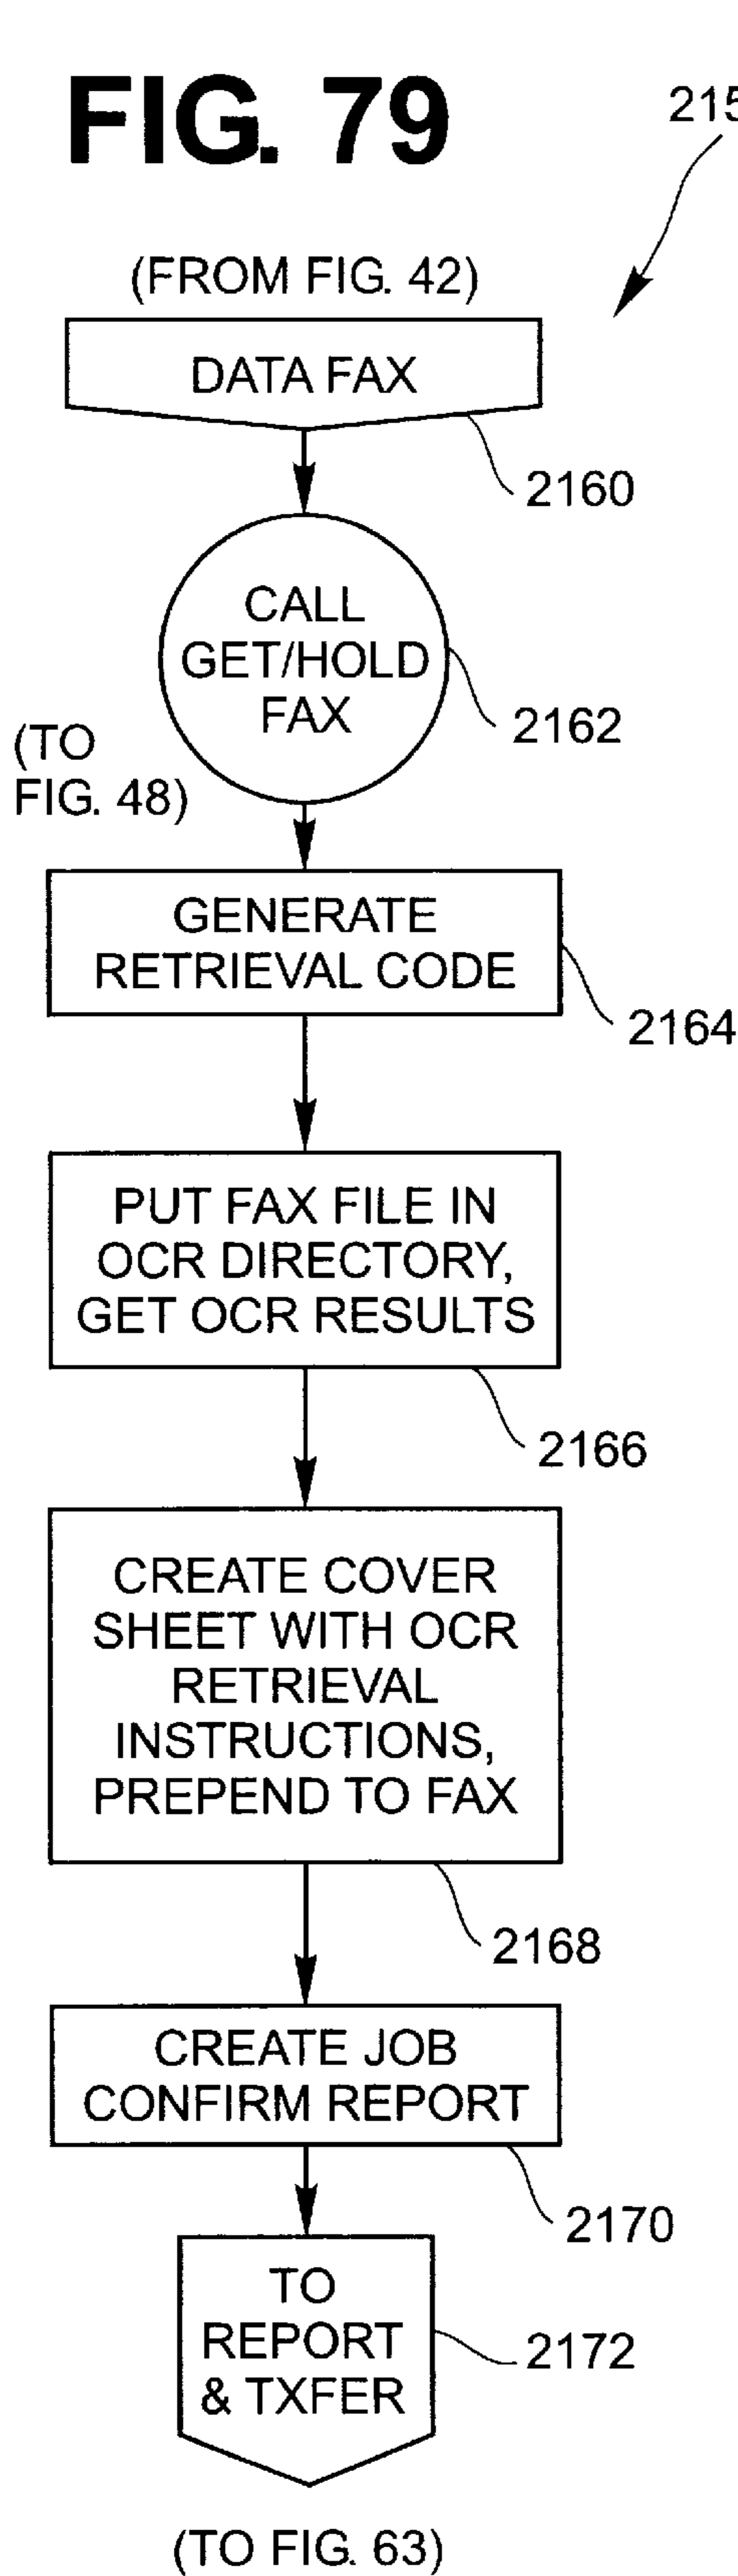 FIG. 79
215
(FROM FIG. 42)
DATA FAX
2160
CALL
GET/HOLD
FAX
2162
(TO
FIG. 48)
GENERATE
RETRIEVAL CODE
2164
PUT FAX FILE IN
OCR DIRECTORY,
GET OCR RESULTS
2166
CREATE COVER
SHEET WITH OCR
RETRIEVAL
INSTRUCTIONS,
PREPEND TO FAX
2168
CREATE JOB
CONFIRM REPORT
2170
TO
REPORT
& TXFER
2172
(TO FIG. 63)